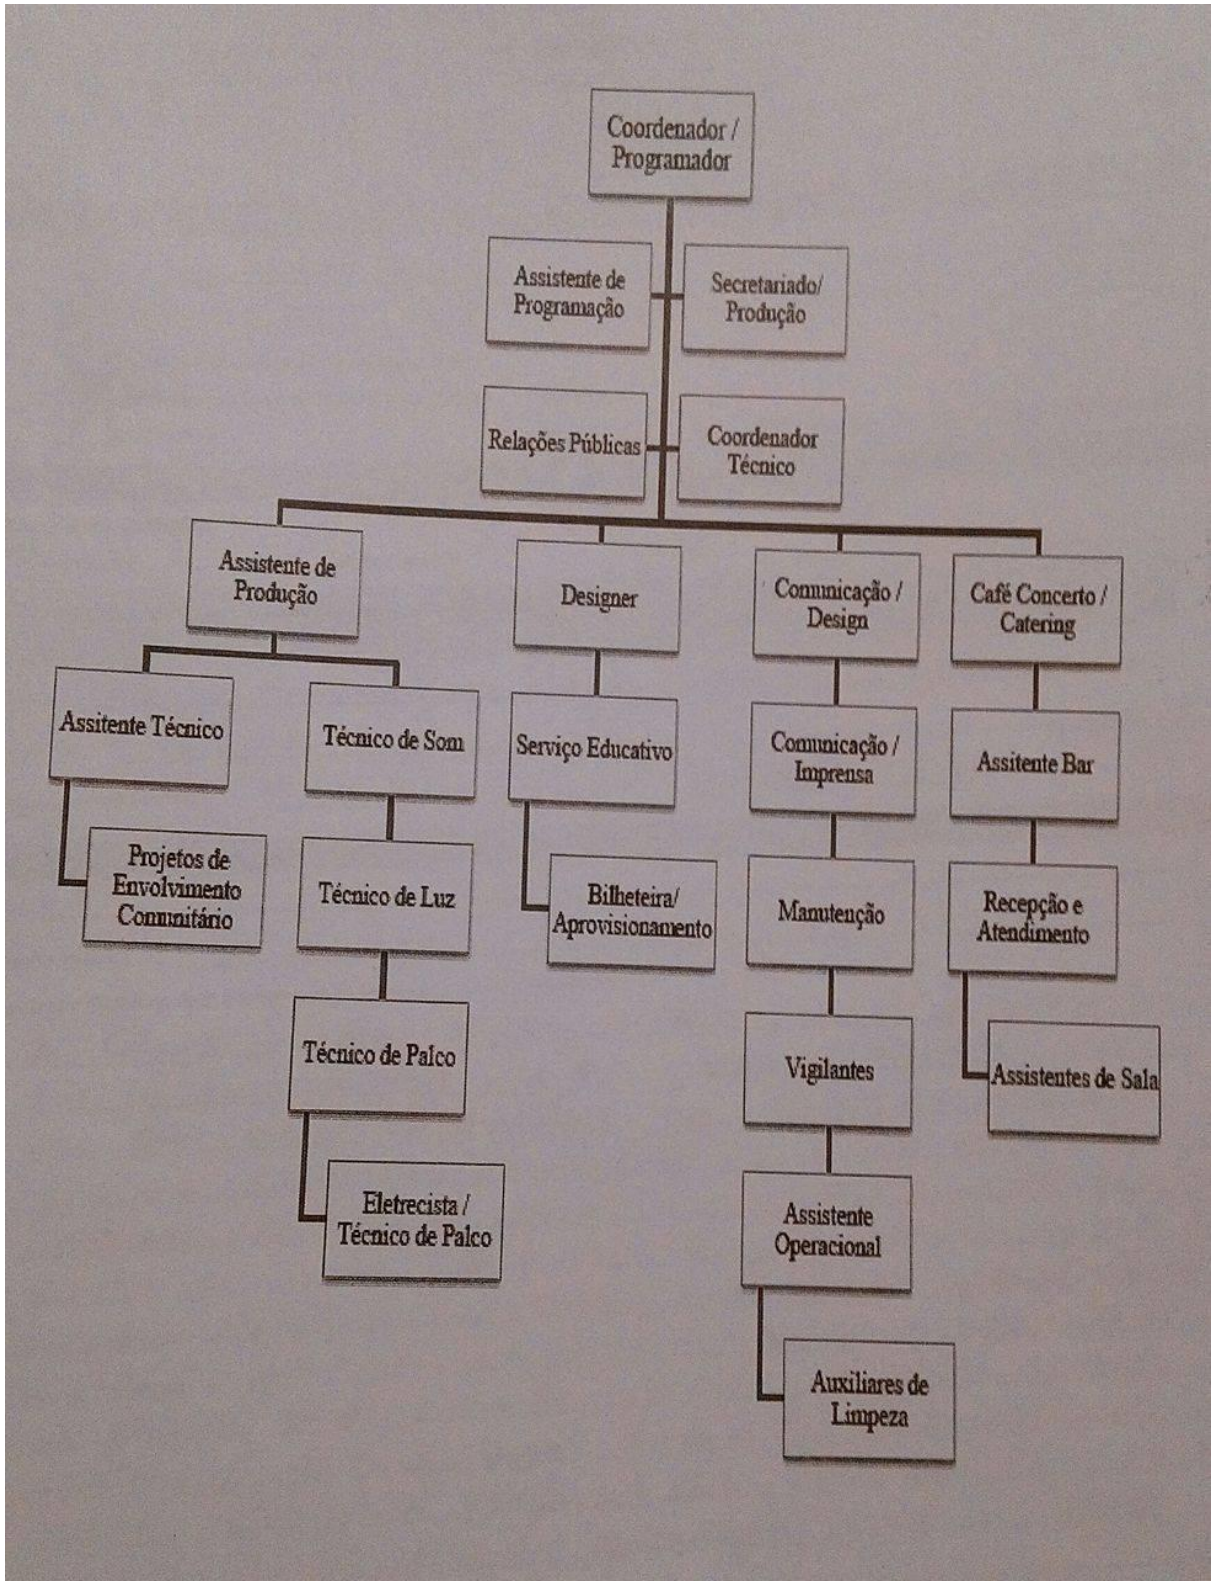 Coordenador /
Programador
Assistente de
Programação
Secretariado/
Produção
Relações Públicas
Coordenador
Técnico
Assistente de
Produção
Designer
Comunicação /
Design
Café Concerto /
Catering
Assitente Técnico
Técnico de Som
Serviço Educativo
Comunicação /
Imprensa
Assitente Bar
Projetos de
Envolvimento
Comunitário
Técnico de Luz
Bilheteira/
Aprovisionamento
Manutenção
Recepção e
Atendimento
Técnico de Palco
Vigilantes
Assistentes de Sala
Eletrecista /
Técnico de Palco
Assistente
Operacional
Auxiliares de
Limpeza